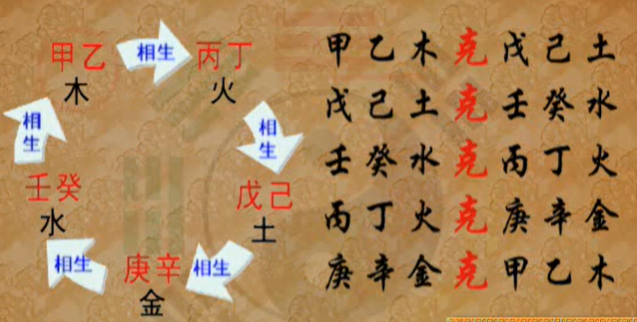 甲乙
木
相生
丙丁
火
相生
戊己
土
相生
庚辛
金
相生
壬癸
水
相生
甲乙木克戊己土
戊己土克壬癸水
壬癸水克丙丁火
丙丁火克庚辛金
庚辛金克甲乙木